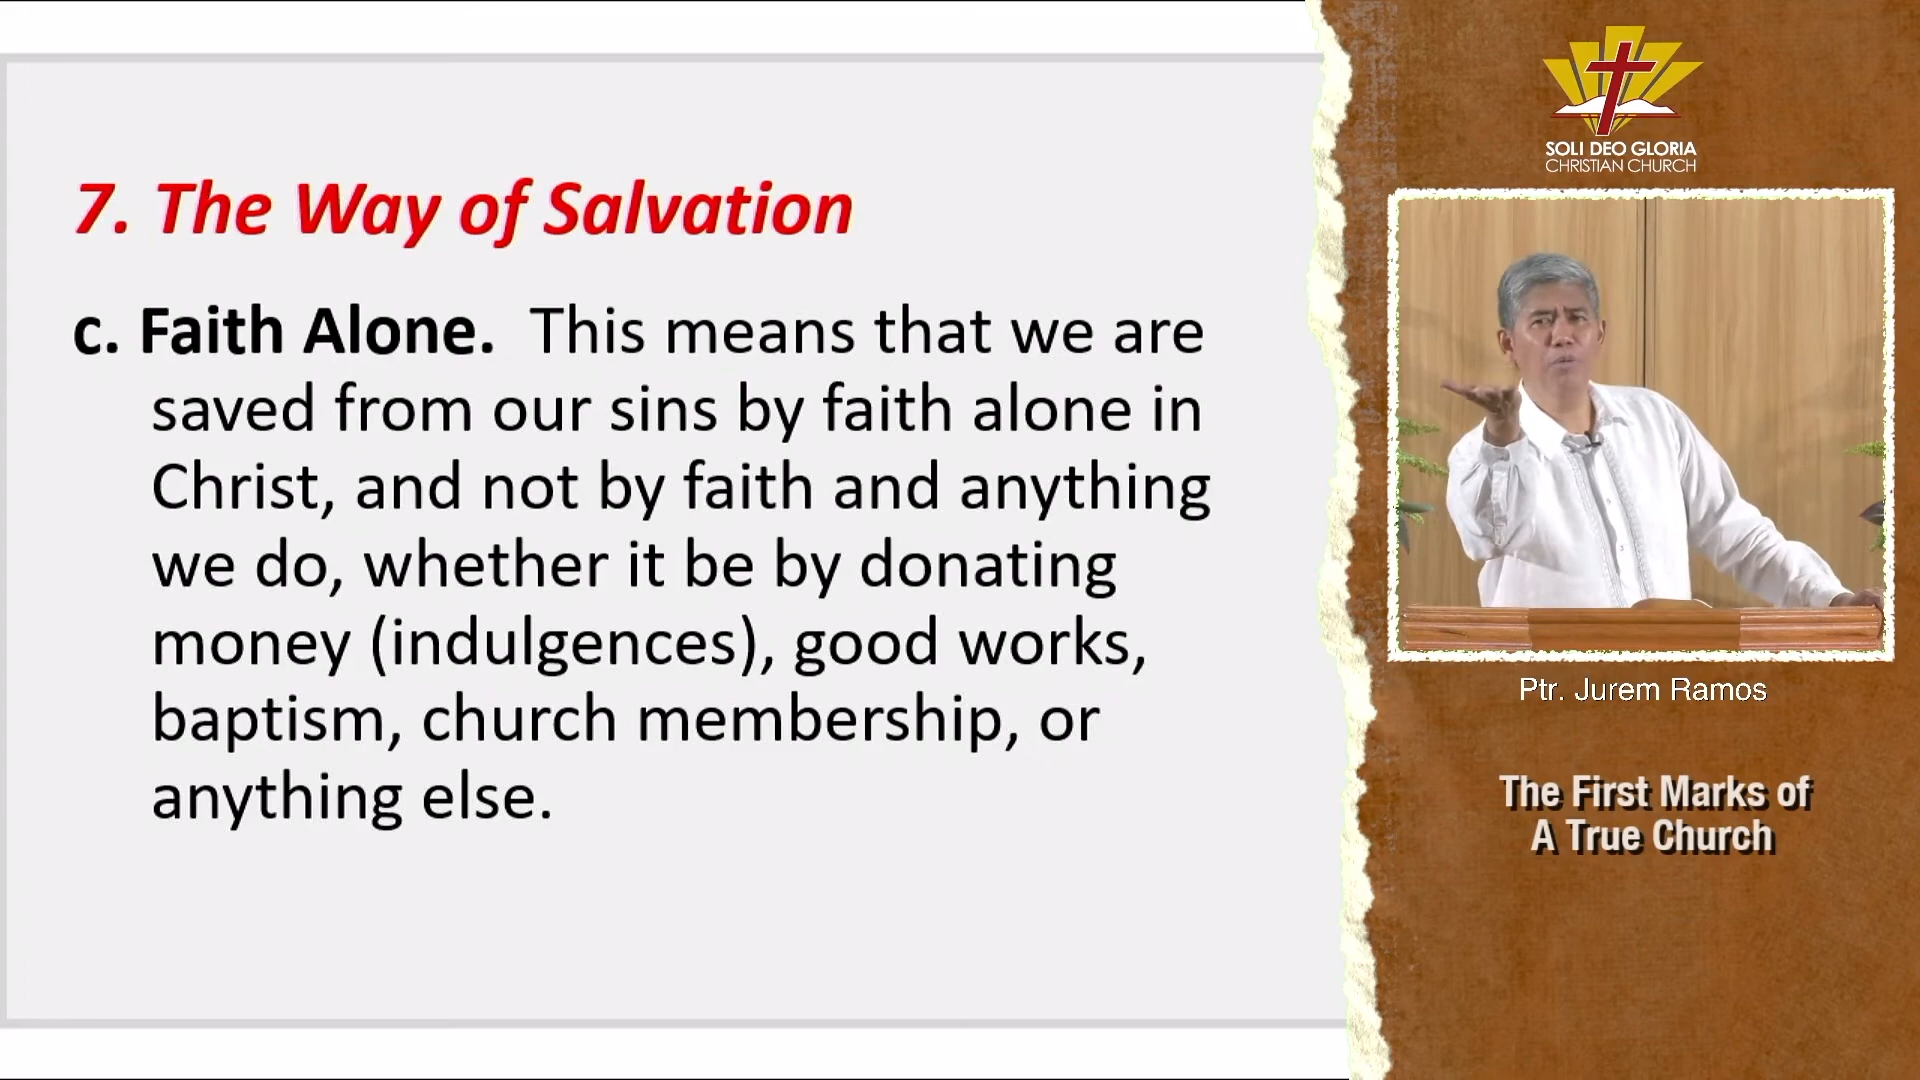 7. The Way of Salvation
c. Faith Alone. This means that we are
saved from our sins by faith alone in
Christ, and not by faith and anything
we do, whether it be by donating
money (indulgences), good works,
baptism, church membership, or
anything else.
SOLI DEO GLORIA
CHRISTIAN CHURCH
Ptr. Jurem Ramos
The First Marks of
A True Church